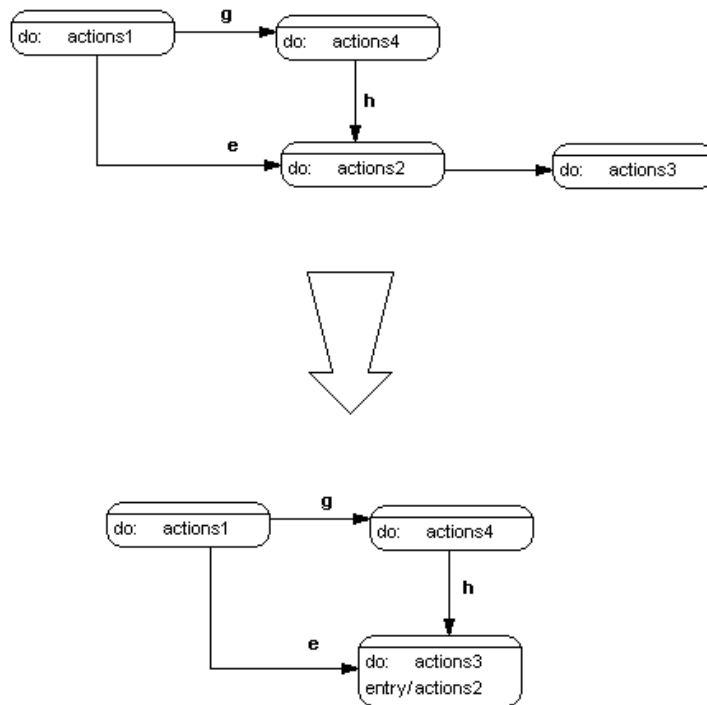 g
do: actions1
do: actions4
h
e
do: actions2
do: actions3
g
do: actions1
do: actions4
h
e
do: actions3
entry/actions2